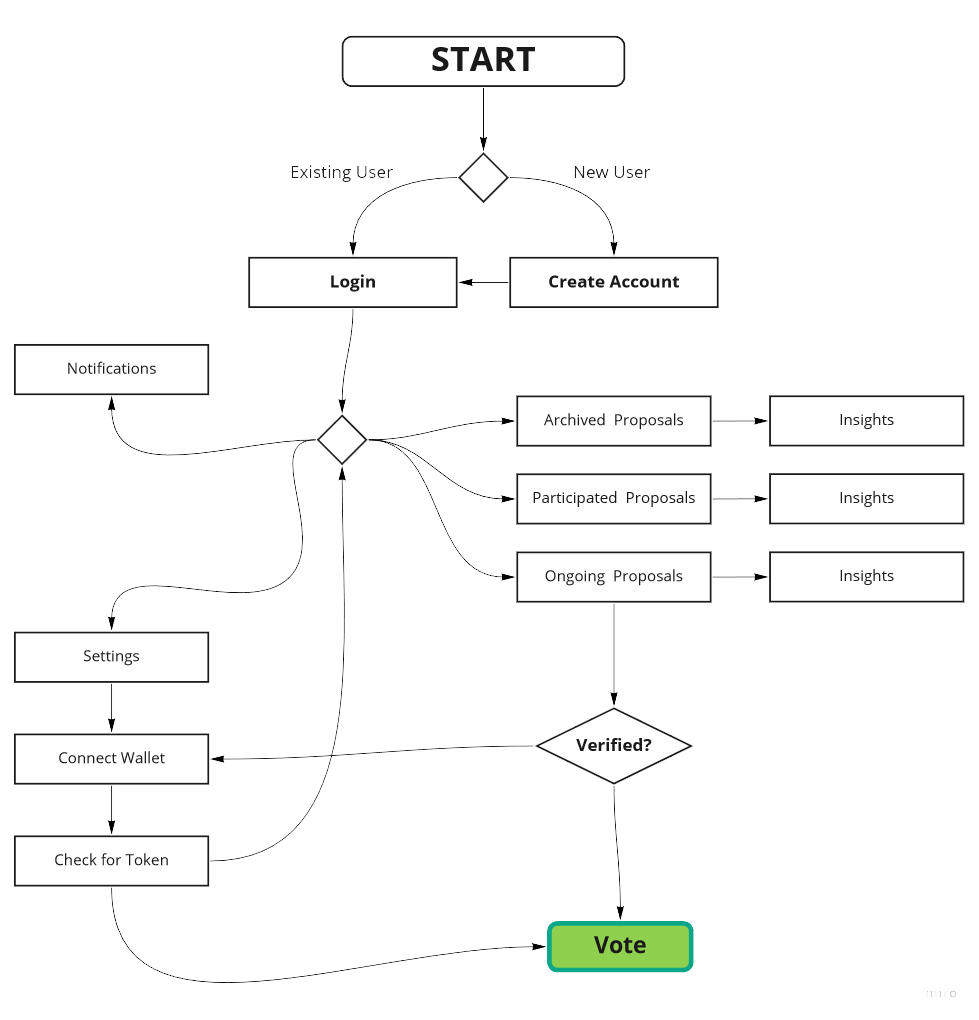 START
Existing User
New User
Login
Create Account
Notifications
Archived Proposals
Insights
Participated Proposals
Insights
Ongoing Proposals
Insights
Settings
Verified?
Connect Wallet
Check for Token
Vote
miro